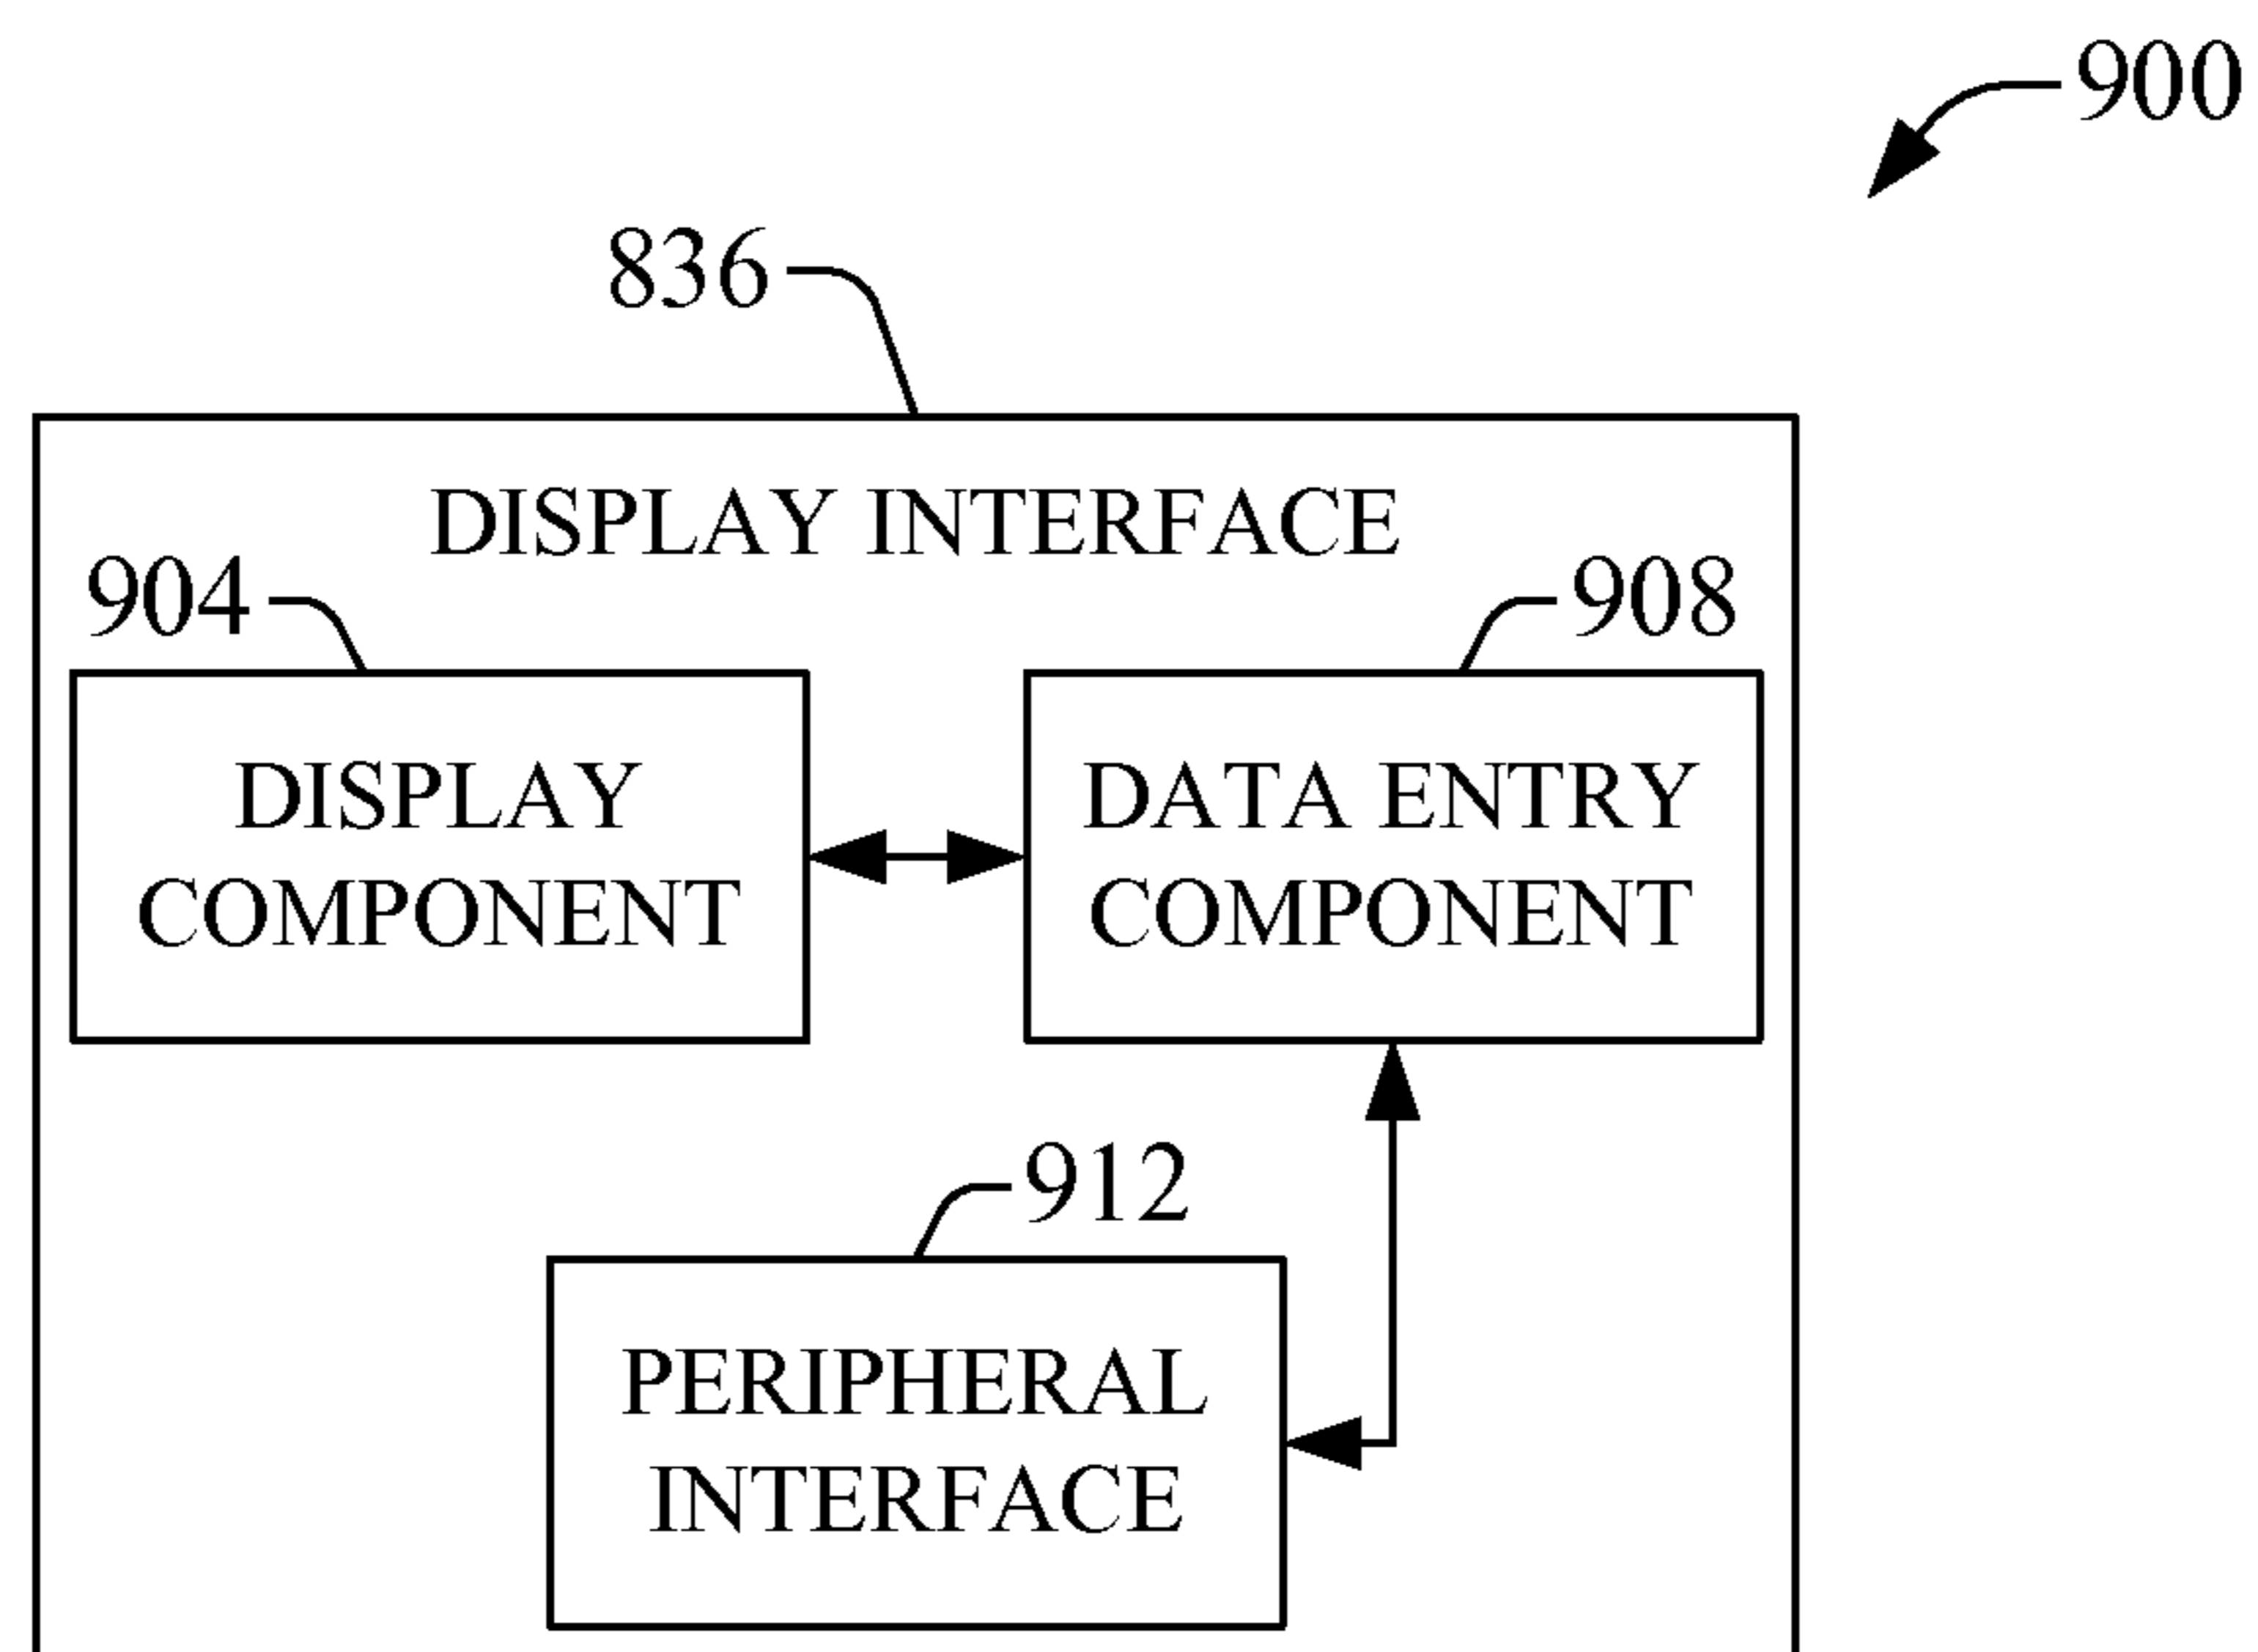 900
836
DISPLAY INTERFACE
904
908
DISPLAY
COMPONENT
DATA ENTRY
COMPONENT
912
PERIPHERAL
INTERFACE